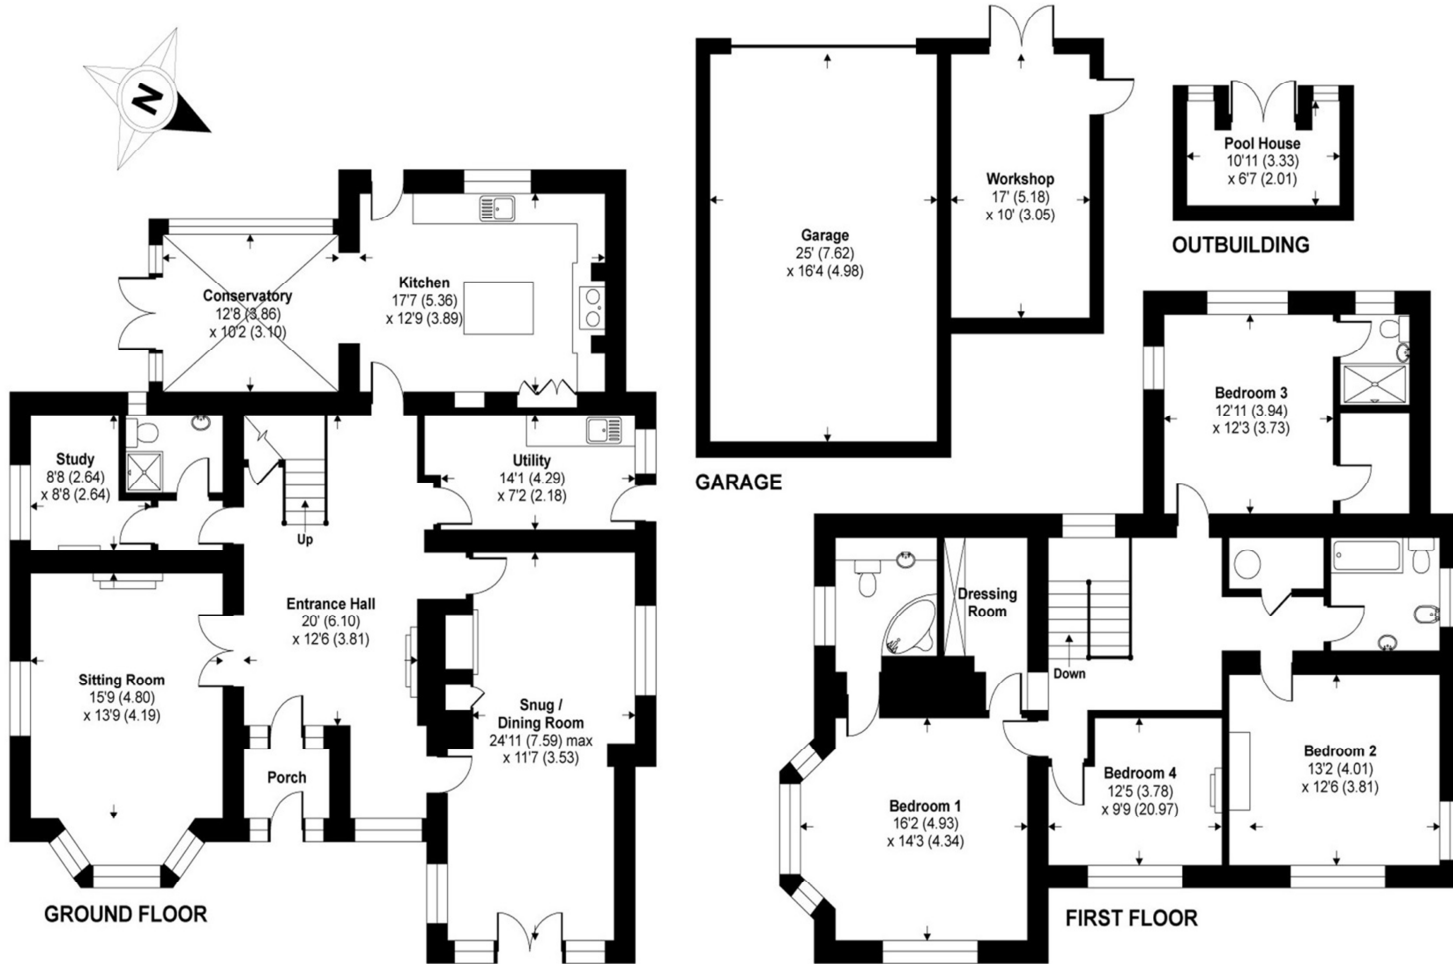 N
Conservatory
12'8 (3.86)
x 10'2 (3.10)
Kitchen
17'7 (5.36)
x 12'9 (3.89)
Study
8'8 (2.64)
x 8'8 (2.64)
Up
Utility
14'1 (4.29)
x 7'2 (2.18)
Entrance Hall
20' (6.10)
x 12'6 (3.81)
Sitting Room
15'9 (4.80)
x 13'9 (4.19)
Snug /
Dining Room
24'11 (7.59) max
x 11'7 (3.53)
Porch
GROUND FLOOR
Garage
25' (7.62)
x 16'4 (4.98)
Workshop
17' (5.18)
x 10' (3.05)
GARAGE
Pool House
10'11 (3.33)
x 6'7 (2.01)
OUTBUILDING
Bedroom 3
12'11 (3.94)
x 12'3 (3.73)
Dressing
Room
Down
Bedroom 1
16'2 (4.93)
x 14'3 (4.34)
Bedroom 4
12'5 (3.78)
x 9'9 (20.97)
Bedroom 2
13'2 (4.01)
x 12'6 (3.81)
FIRST FLOOR